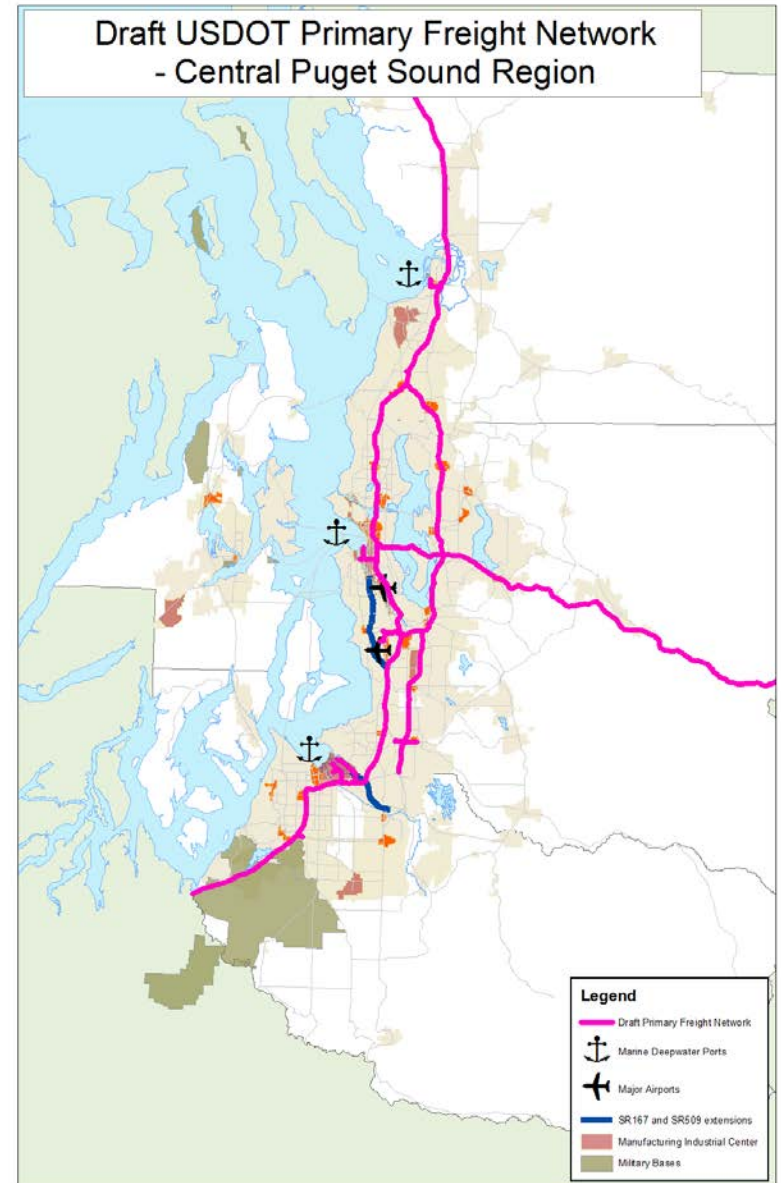 Draft USDOT Primary Freight Network
- Central Puget Sound Region
Legend
Draft Primary Freight Network
Marine Deepwater Ports
Major Airports
SR167 and SR509 extensions
Manufacturing Industrial Center
Military Bases